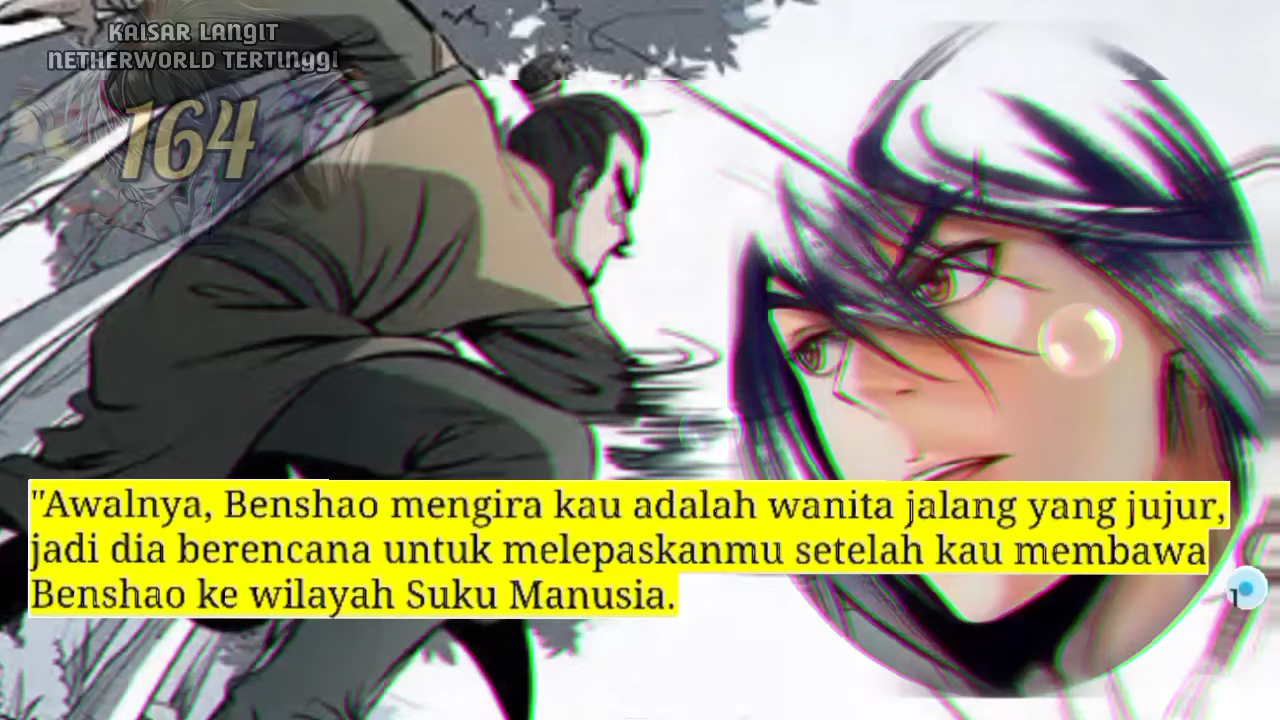 KAISAR LANGIT
NETHERWORLD TERTINGGI
164
"Awalnya, Benshao mengira kau adalah wanita jalang yang jujur,
jadi dia berencana untuk melepaskanmu setelah kau membawa
Benshao ke wilayah Suku Manusia.
1